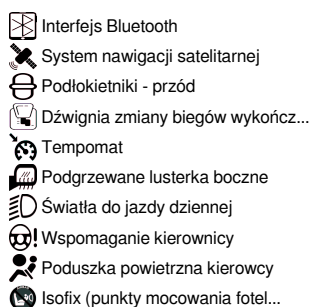 Interfejs Bluetooth
System nawigacji satelitarnej
Podłokietniki - przód
Dźwignia zmiany biegów wykończ...
Tempomat
Podgrzewane lusterka boczne
Światła do jazdy dziennej
Wspomaganie kierownicy
Poduszka powietrzna kierowcy
Isofix (punkty mocowania fotel...